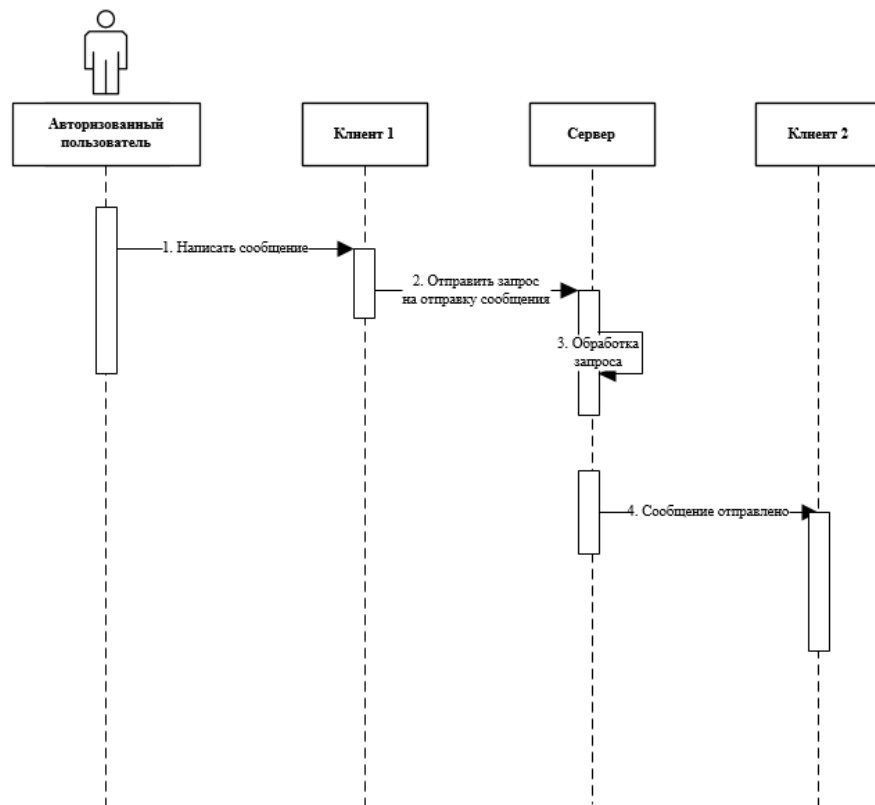 Авторизованный
пользователь
Клиент 1
Сервер
Клиент 2
1. Написать сообщение
2. Отправить запрос
на отправку сообщения
3. Обработка
запроса
4. Сообщение отправлено